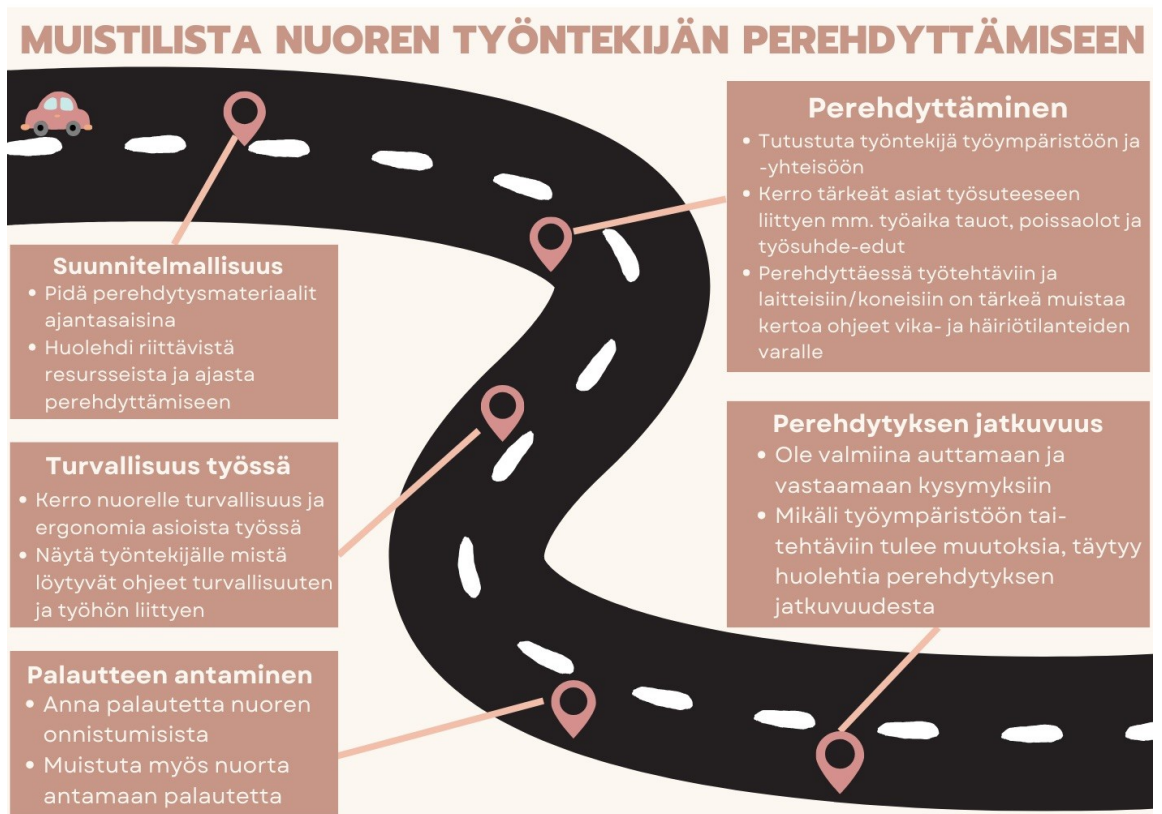 MUISTILISTA NUOREN TYÖNTEKIJÄN PEREHDYTTÄMISEEN
Suunnitelmallisuus
• Pidä perehdytysmateriaalit
ajantasaisina
• Huolehdi riittävistä
resursseista ja ajasta
perehdyttämiseen
Perehdyttäminen
• Tutustuta työntekijä työympäristöön ja
-yhteisöön
• Kerro tärkeät asiat työsuteeseen
liittyen mm. työaika tauot, poissaolot ja
työsuhde-edut
• Perehdyttäessä työtehtäviin ja
laitteisiin/koneisiin on tärkeä muistaa
kertoa ohjeet vika- ja häiriötilanteiden
varalle
Turvallisuus työssä
• Kerro nuorelle turvallisuus ja
ergonomia asioista työssä
• Näytä työntekijälle mistä
löytyvät ohjeet turvallisuuten
ja työhön liittyen
Palautteen antaminen
• Anna palautetta nuoren
onnistumisista
• Muistuta myös nuorta
antamaan palautetta
Perehdytyksen jatkuvuus
• Ole valmiina auttamaan ja
vastaamaan kysymyksiin
• Mikäli työympäristöön tai-
tehtäviin tulee muutoksia, täytyy
huolehtia perehdytyksen
jatkuvuudesta